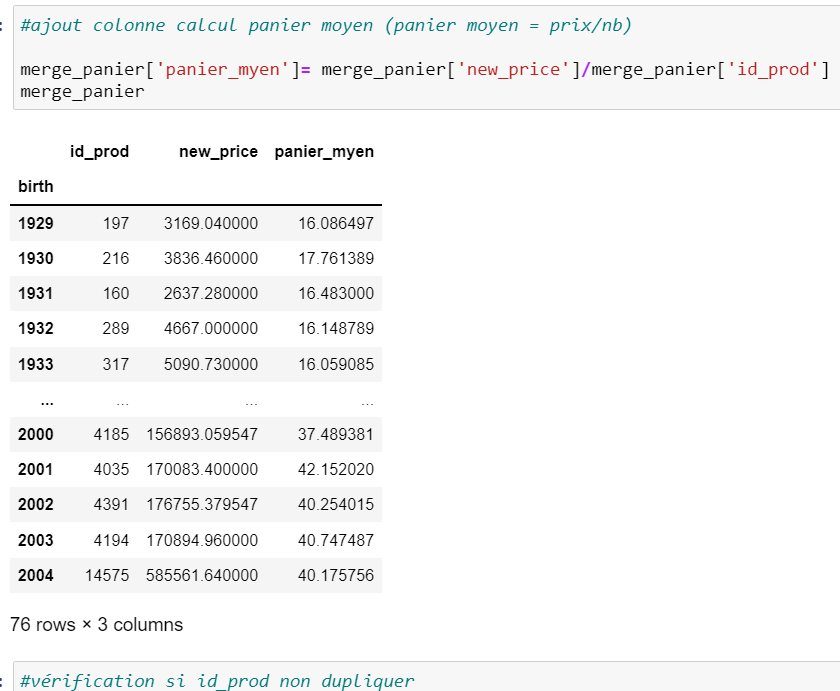 #ajout colonne calcul panier moyen (panier moyen = prix/nb)
merge_panier['panier_myen']= merge_panier['new_price']/merge_panier['id_prod']
merge_panier
id_prod new_price panier_myen
birth
1929 197 3169.040000 16.086497
1930 216 3836.460000 17.761389
1931 160 2637.280000 16.483000
1932 289 4667.000000 16.148789
1933 317 5090.730000 16.059085
... ... ... ...
2000 4185 156893.059547 37.489381
2001 4035 170083.400000 42.152020
2002 4391 176755.379547 40.254015
2003 4194 170894.960000 40.747487
2004 14575 585561.640000 40.175756
76 rows × 3 columns
#vérification si id_prod non dupliquer